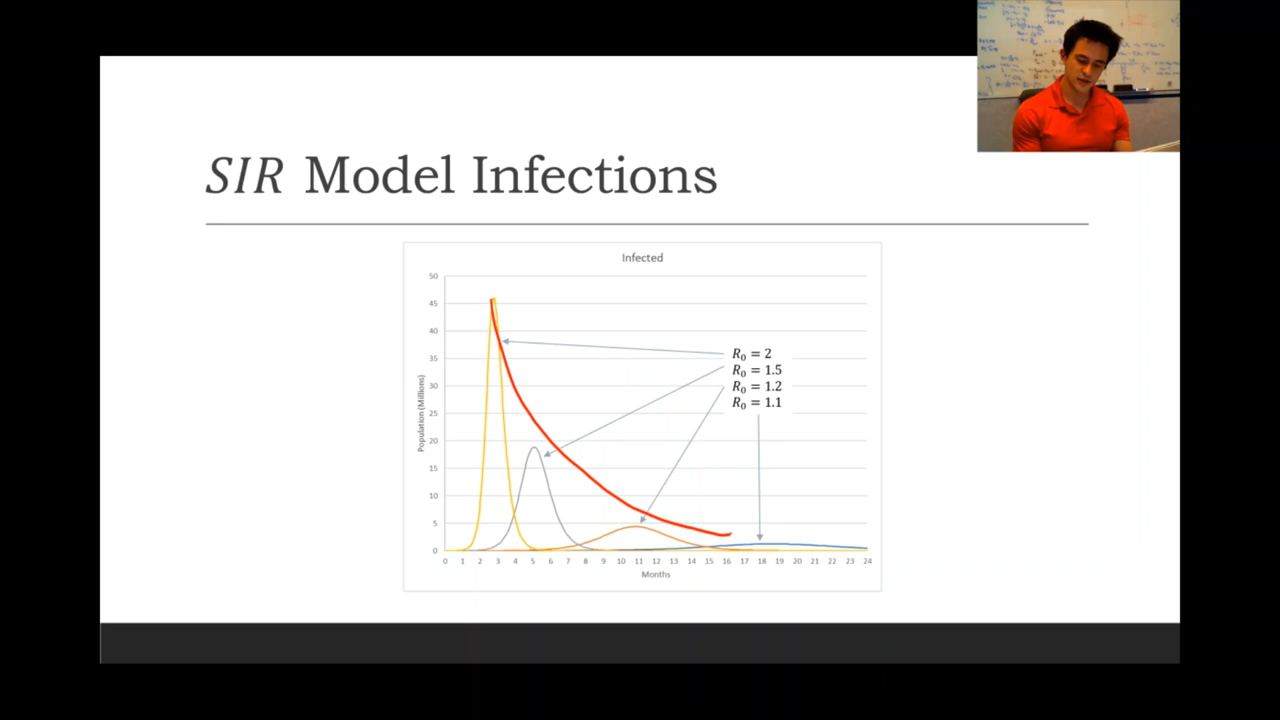 SIR Model Infections
Infected
50
45
40
35
30
25
20
15
10
5
0
Population (Millions)
R₀ = 2
R₀ = 1.5
R₀ = 1.2
R₀ = 1.1
0 1 2 3 4 5 6 7 8 9 10 11 12 13 14 15 16 17 18 19 20 21 22 23 24
Months